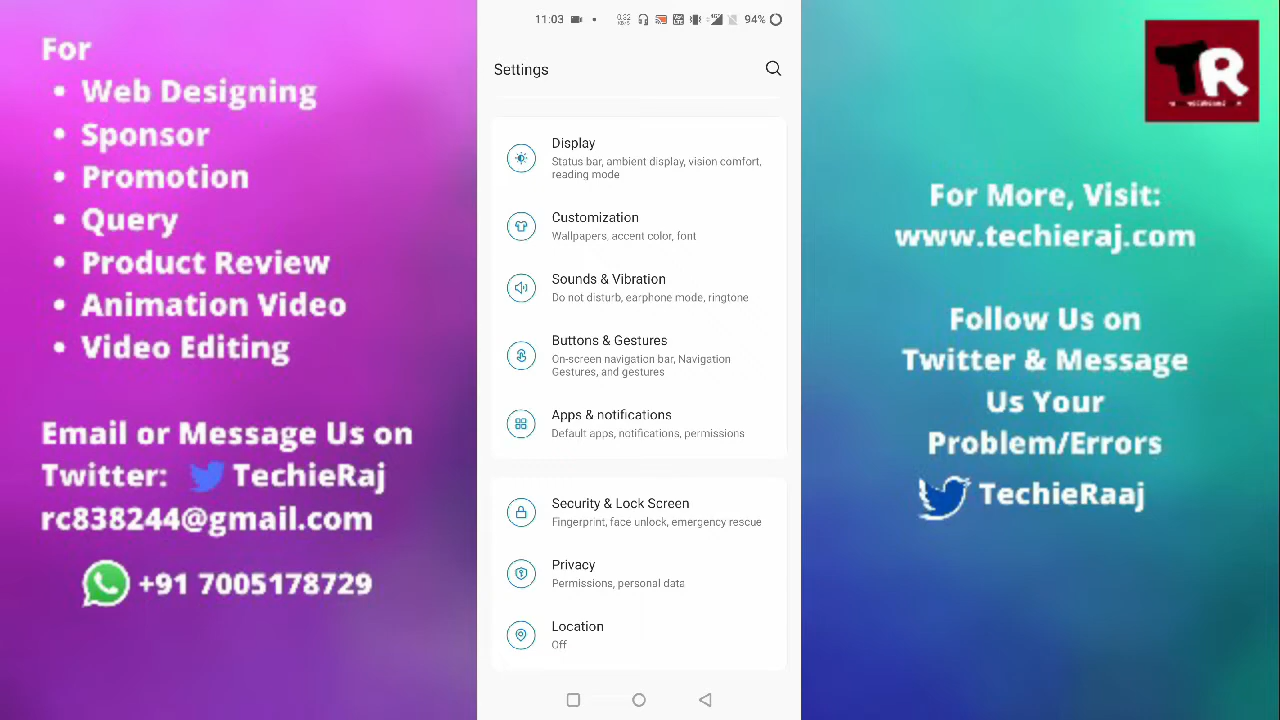 For
• Web Designing
• Sponsor
• Promotion
• Query
• Product Review
• Animation Video
• Video Editing
Email or Message Us on
Twitter: TechieRaj
rc838244@gmail.com
+91 7005178729
11:03
94%
Settings
Display
Status bar, ambient display, vision comfort,
reading mode
Customization
Wallpapers, accent color, font
Sounds & Vibration
Do not disturb, earphone mode, ringtone
Buttons & Gestures
On-screen navigation bar, Navigation
Gestures, and gestures
Apps & notifications
Default apps, notifications, permissions
Security & Lock Screen
Fingerprint, face unlock, emergency rescue
Privacy
Permissions, personal data
Location
Off
TR
For More, Visit:
www.techieraj.com
Follow Us on
Twitter & Message
Us Your
Problem/Errors
TechieRaaj